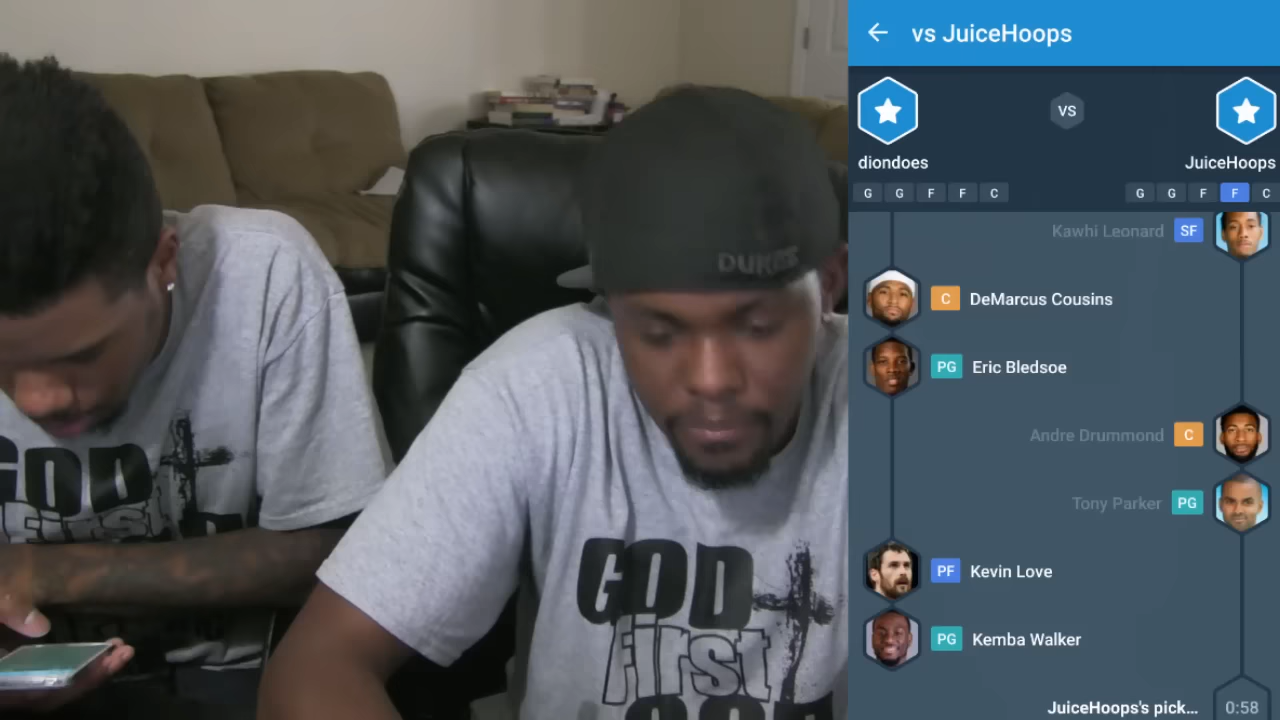 vs JuiceHoops
VS
diondoes
JuiceHoops
G G F F C
G G F F C
Kawhi Leonard SF
C DeMarcus Cousins
PG Eric Bledsoe
Andre Drummond C
Tony Parker PG
PF Kevin Love
PG Kemba Walker
JuiceHoops's pick... 0:58
DUKES
GOD
First
GOD
First